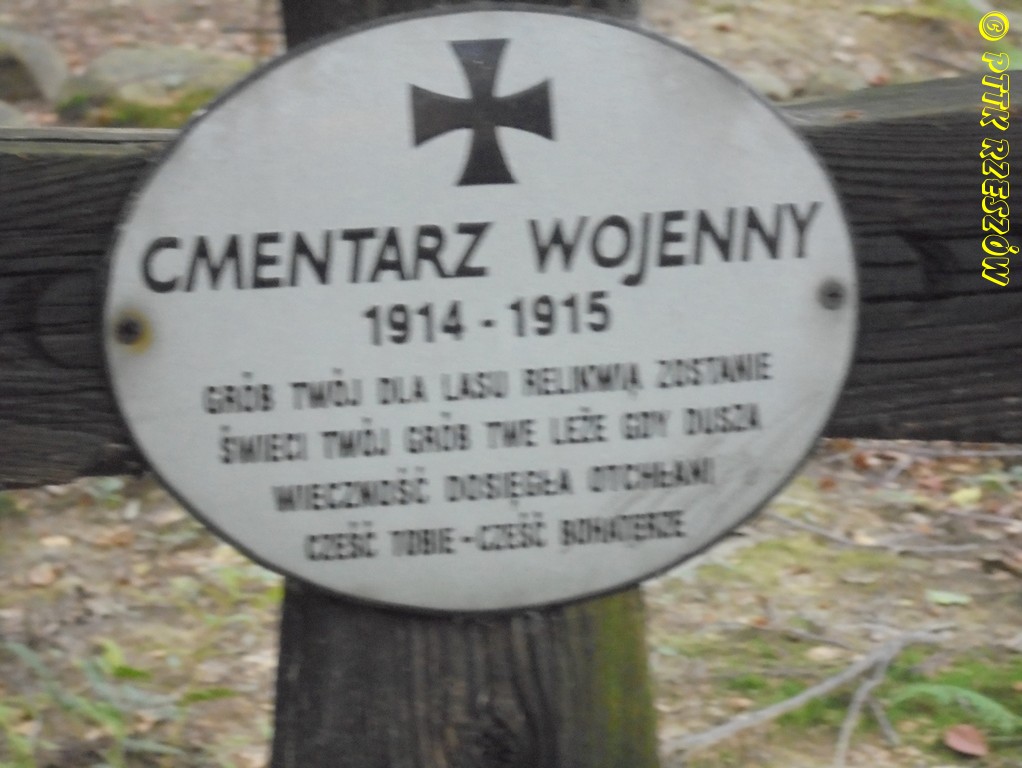 CMENTARZ WOJENNY
1914 - 1915
GRÓB TWÓJ DLA LASU RELIKWIĄ ZOSTANIE
ŚWIECI TWÓJ GRÓB TWE LEŻE GDY DUSZA
WIECZNOŚĆ DOSIĘGŁA OTCHŁANI
CZEŚĆ TOBIE - CZEŚĆ BOHATERZE
© PTTK RZESZÓW